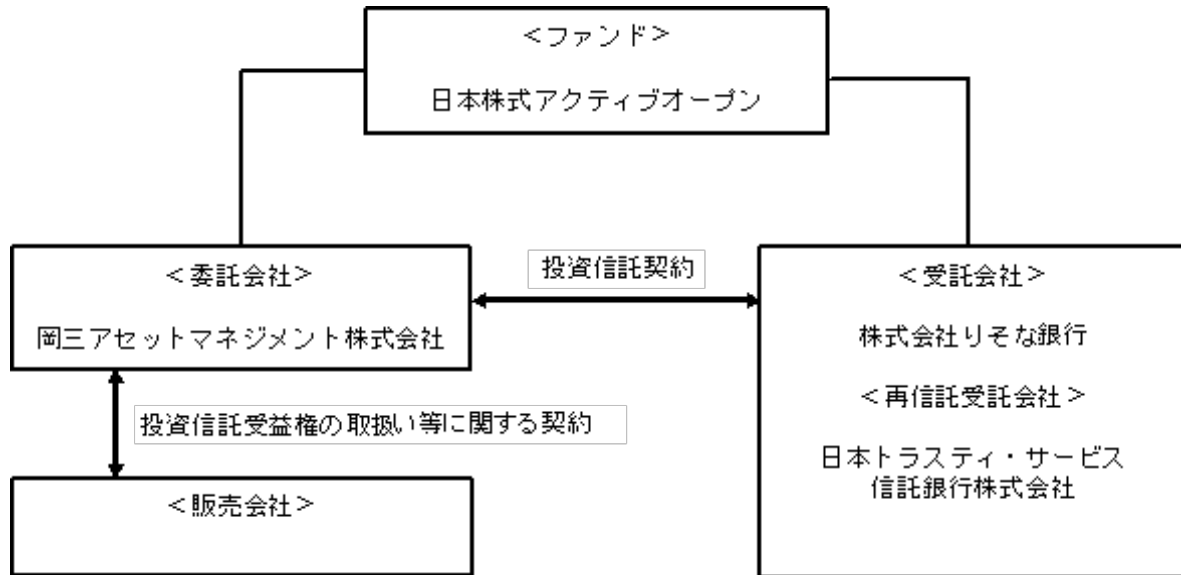 ＜ファンド＞
日本株式アクティブオープン
＜委託会社＞
岡三アセットマネジメント株式会社
投資信託契約
＜受託会社＞
株式会社りそな銀行
＜再信託受託会社＞
日本トラスティ・サービス
信託銀行株式会社
投資信託受益権の取扱い等に関する契約
＜販売会社＞